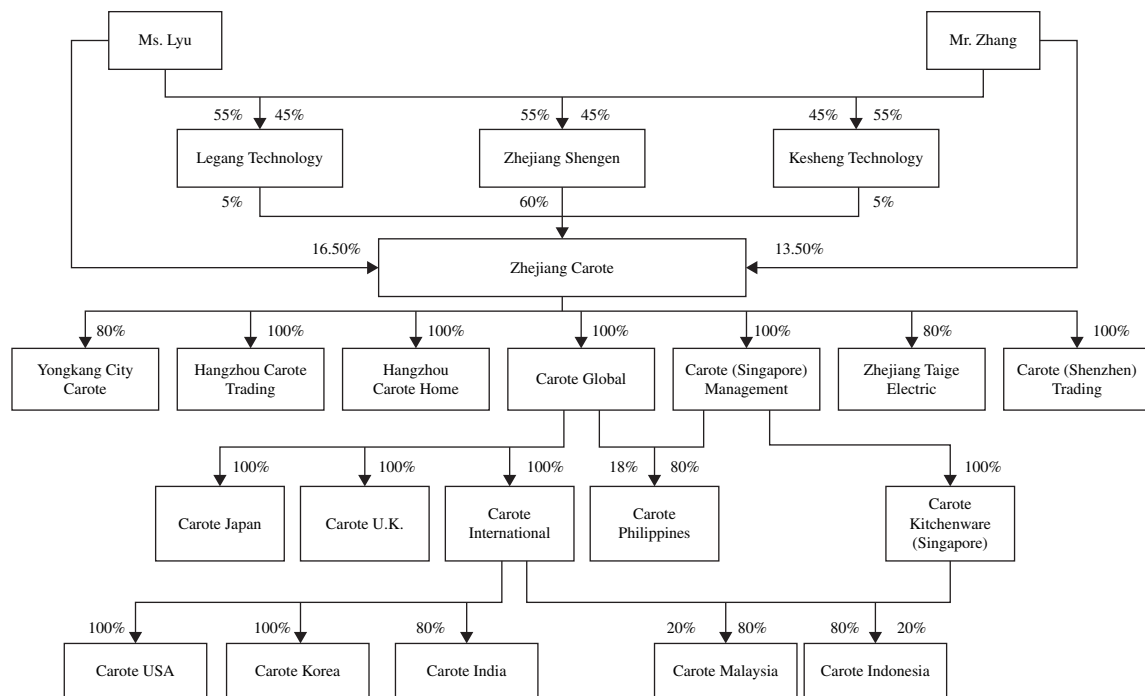 Ms. Lyu
Mr. Zhang
55% 45%
55% 45%
45% 55%
Legang Technology
Zhejiang Shengen
Kesheng Technology
5%
60%
5%
16.50%
13.50%
Zhejiang Carote
80%
100%
100%
100%
100%
80%
100%
Yongkang City
Carote
Hangzhou Carote
Trading
Hangzhou
Carote Home
Carote Global
Carote (Singapore)
Management
Zhejiang Taige
Electric
Carote (Shenzhen)
Trading
100%
100%
100%
18% 80%
100%
Carote Japan
Carote U.K.
Carote
International
Carote
Philippines
Carote
Kitchenware
(Singapore)
100%
100%
80%
20% 80%
80% 20%
Carote USA
Carote Korea
Carote India
Carote Malaysia
Carote Indonesia